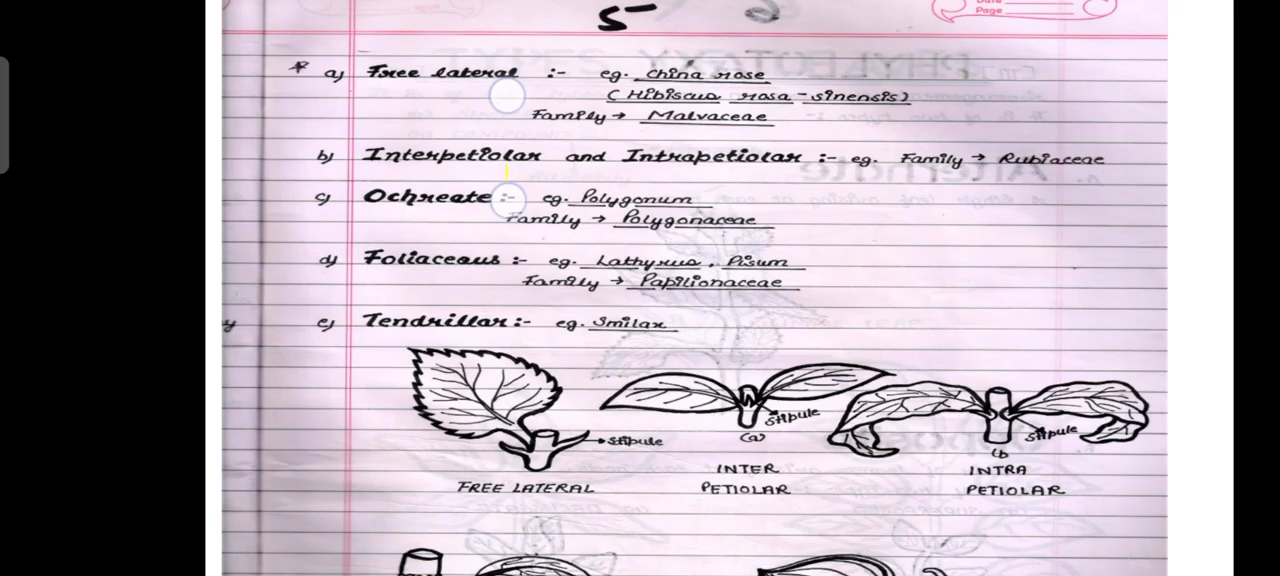 Date
Page
5
* a) Free lateral :- eg. China rose
(Hibiscus rosa-sinensis)
Family → Malvaceae
b) Interpetiolar and Intrapetiolar :- eg. Family → Rubiaceae
c) Ochreate :- eg. Polygonum
Family → Polygonaceae
d) Foliaceous :- eg. Lathyrus, Pisum
Family → Papilionaceae
e) Tendrillar :- eg. Smilax
Stipule
FREE LATERAL
Stipule
(a)
INTER
PETIOLAR
Stipule
(b
INTRA
PETIOLAR